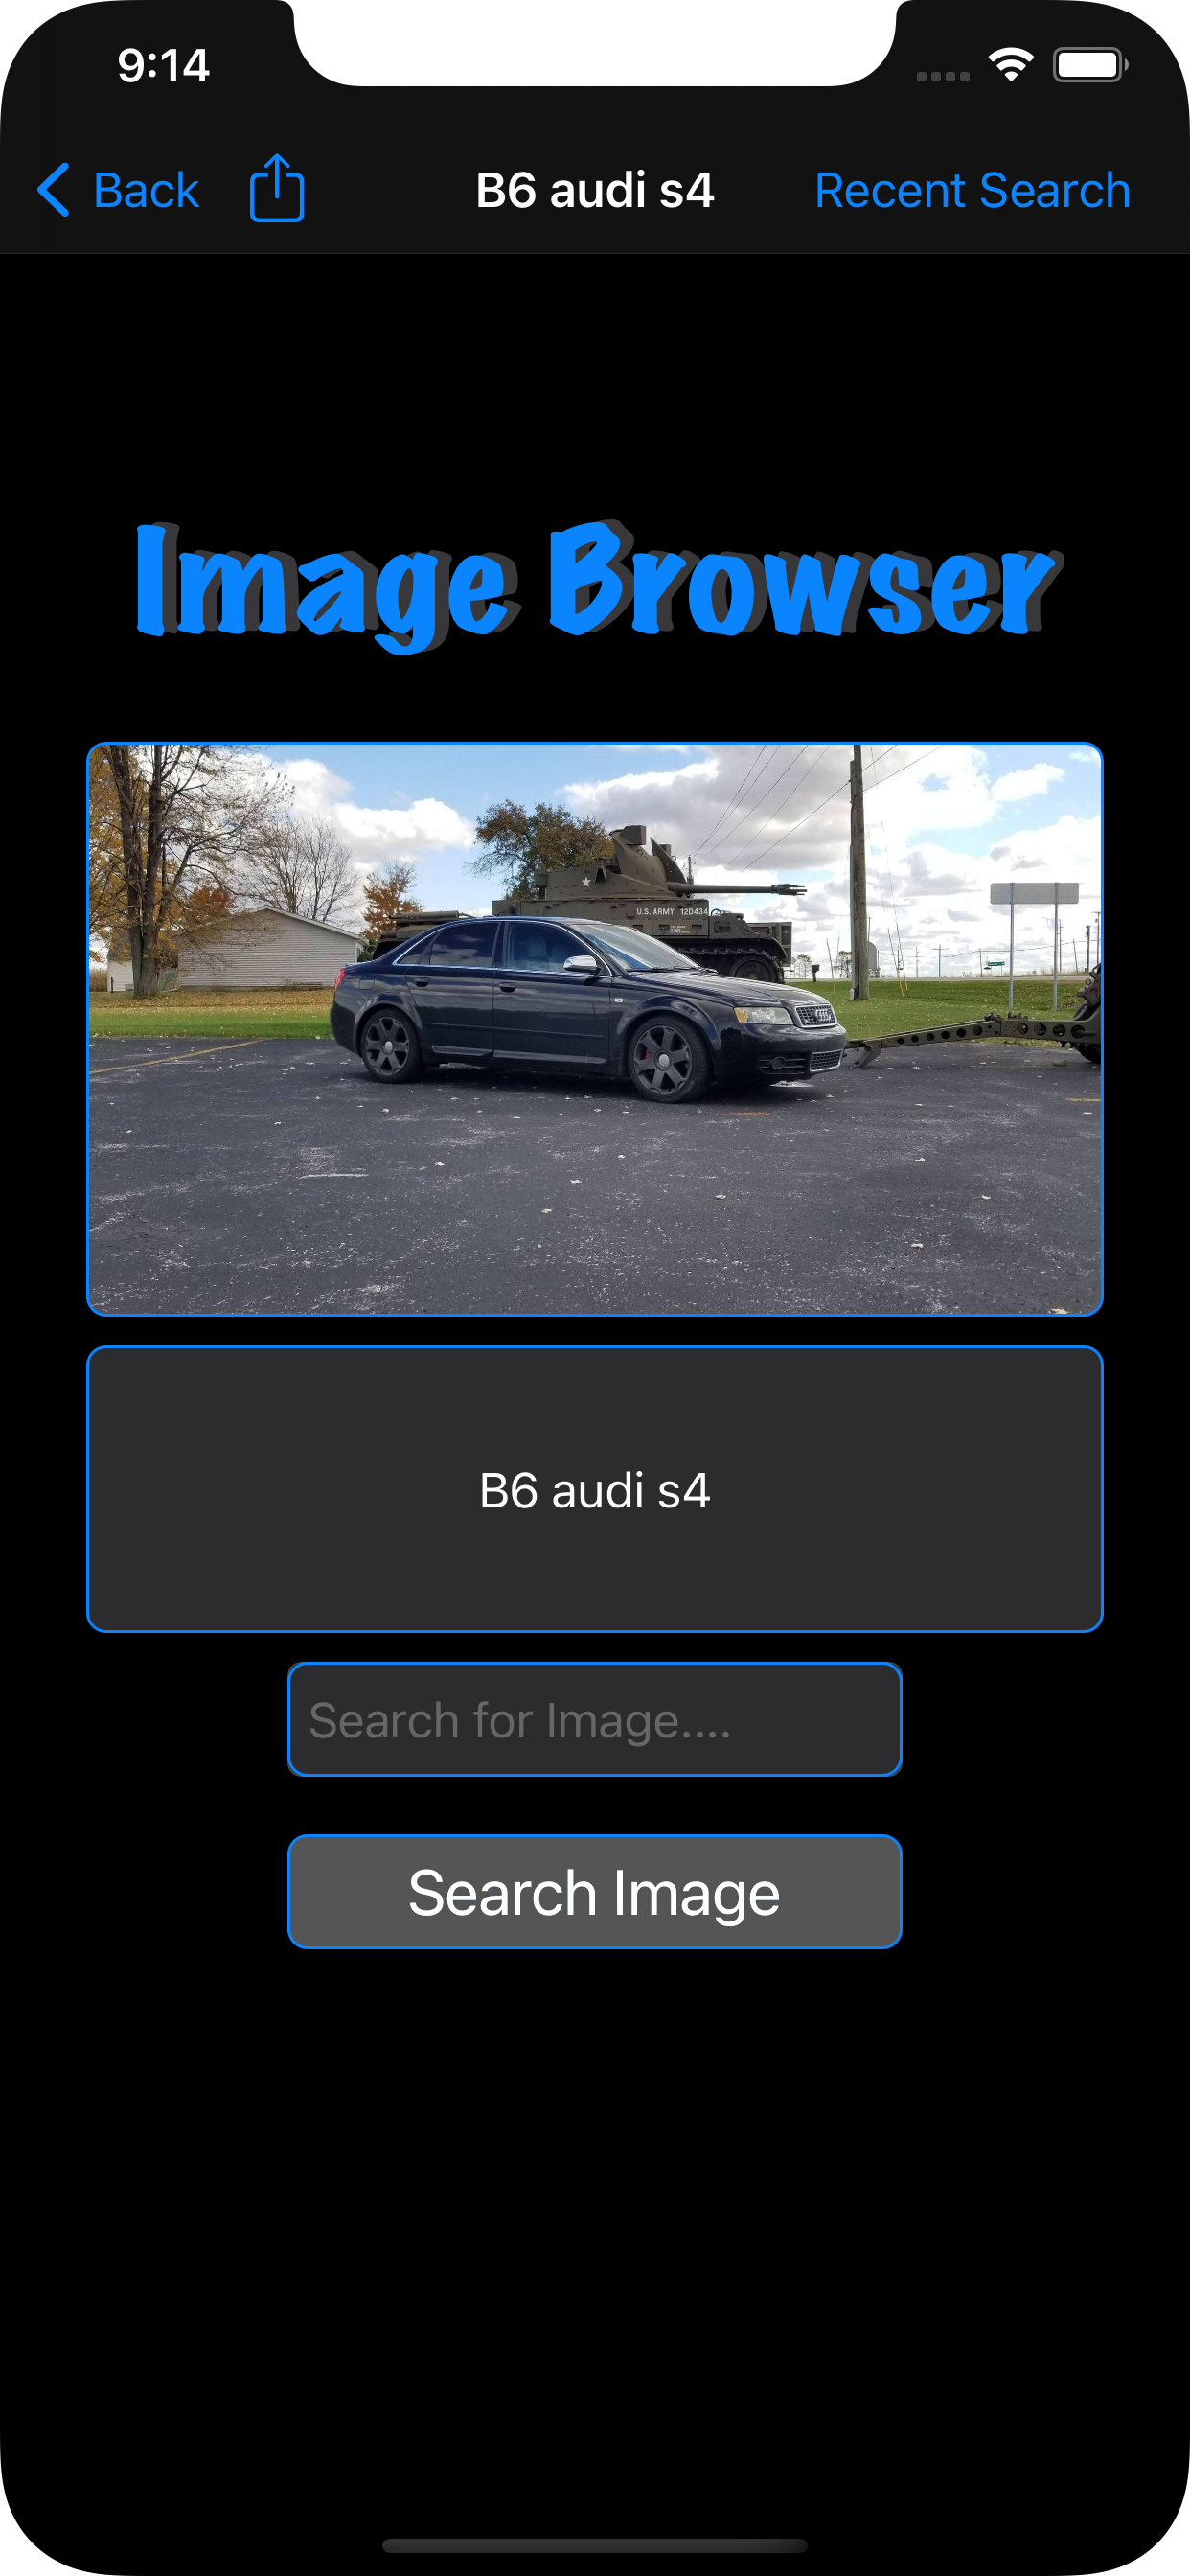 9:14
Back
B6 audi s4
Recent Search
Image Browser
U.S. ARMY 12D434
B6 audi s4
Search for Image....
Search Image